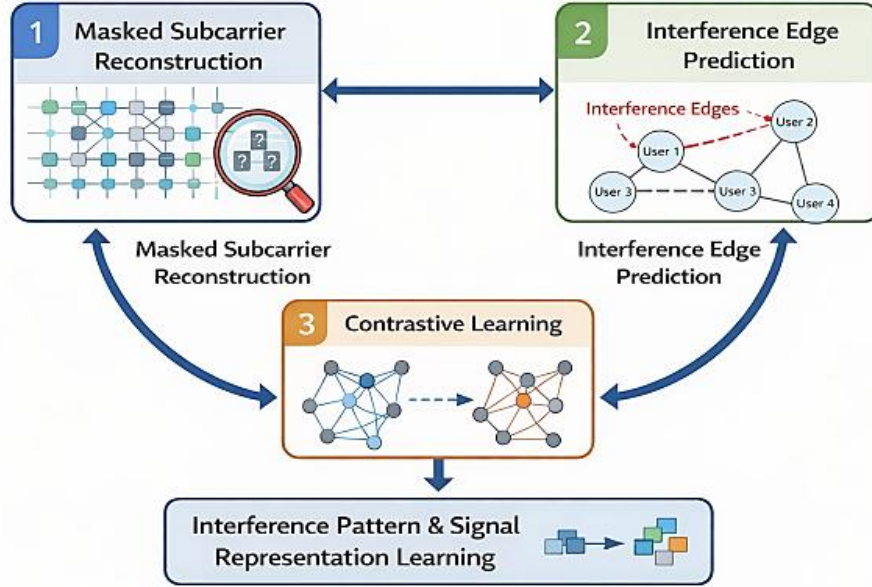 1
Masked Subcarrier
Reconstruction
? 
? ?
2
Interference Edge
Prediction
Interference Edges
User 2
User 1
User 3
User 3
User 4
Masked Subcarrier
Reconstruction
Interference Edge
Prediction
3
Contrastive Learning
Interference Pattern & Signal
Representation Learning